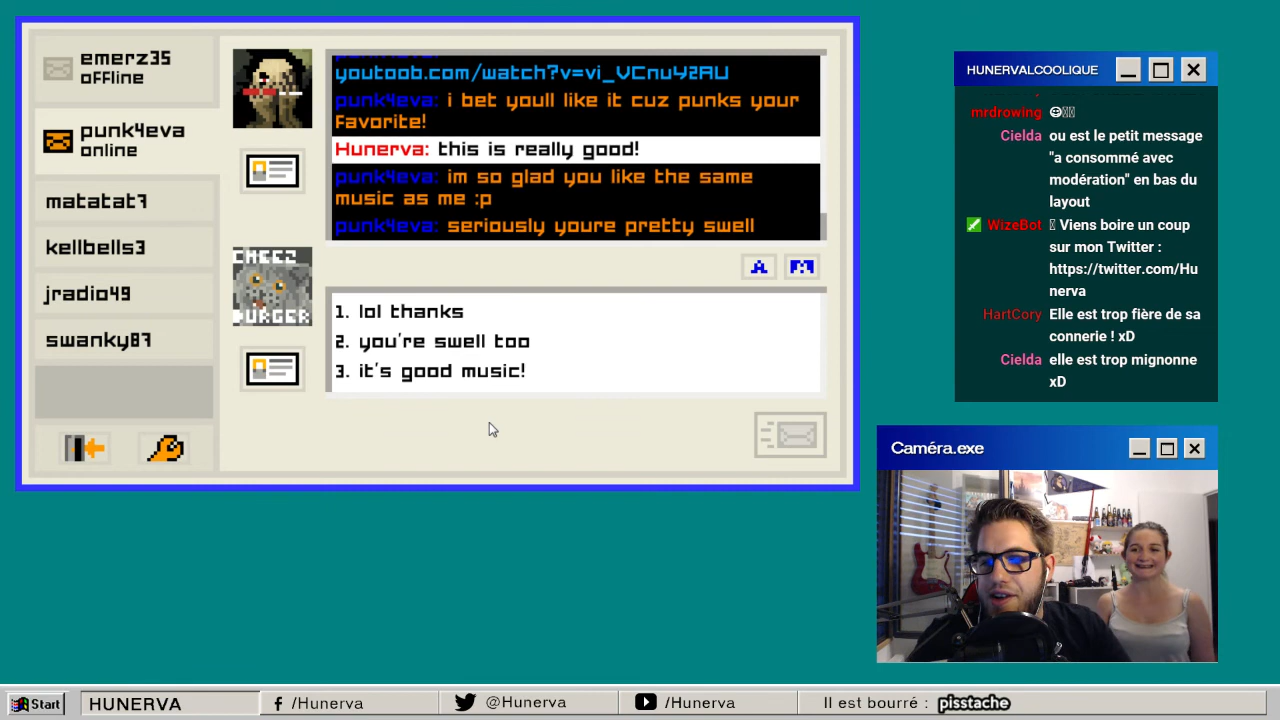 emerz35
offline
punk4eva
online
matatat7
kellbells3
jradio49
swanky87
youtoob.com/watch?v=vi_VCnuY2AU
punk4eva: i bet youll like it cuz punks your
favorite!
Hunerva: this is really good!
punk4eva: im so glad you like the same
music as me :p
punk4eva: seriously youre pretty swell
CHEEZ
BURGER
A
1. lol thanks
2. you're swell too
3. it's good music!
HUNERVALCOOLIQUE
mrdrowing
Cielda ou est le petit message
"a consommé avec
modération" en bas du
layout
WizeBot Viens boire un coup
sur mon Twitter :
https://twitter.com/Hu
nerva
HartCory Elle est trop fière de sa
connerie ! xD
Cielda elle est trop mignonne
xD
Caméra.exe
Start HUNERVA /Hunerva @Hunerva /Hunerva Il est bourré : pisstache